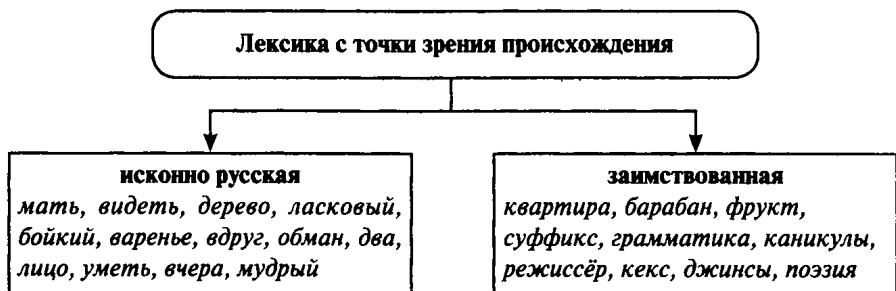 Лексика с точки зрения происхождения
исконно русская
мать, видеть, дерево, ласковый,
бойкий, варенье, вдруг, обман, два,
лицо, уметь, вчера, мудрый
заимствованная
квартира, барабан, фрукт,
суффикс, грамматика, каникулы,
режиссёр, кекс, джинсы, поэзия